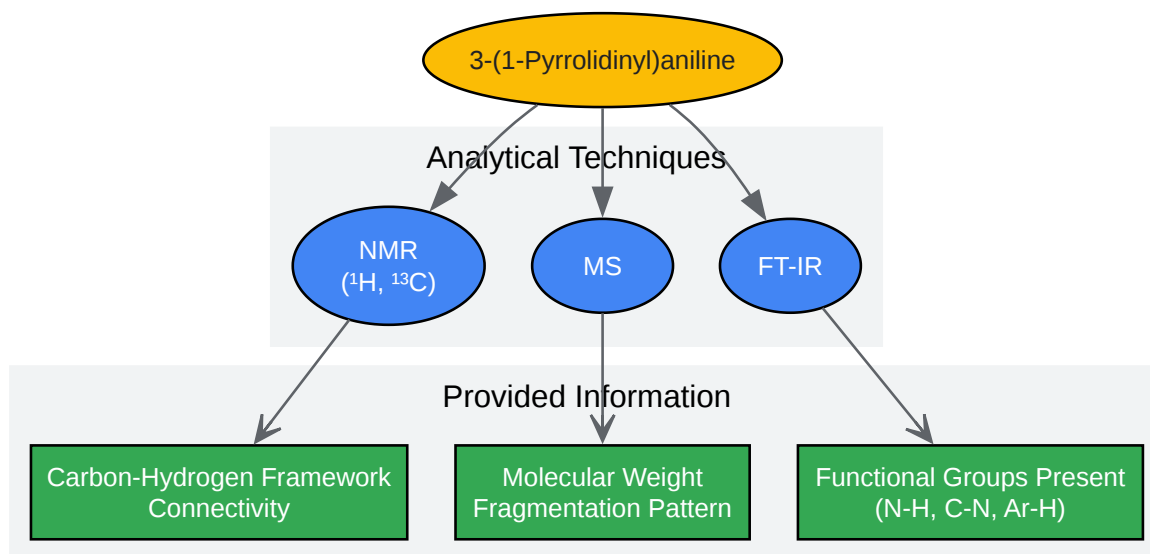 3-(1-Pyrrolidinyl)aniline
Analytical Techniques
NMR
(¹H, ¹³C)
MS
FT-IR
Provided Information
Carbon-Hydrogen Framework
Connectivity
Molecular Weight
Fragmentation Pattern
Functional Groups Present
(N-H, C-N, Ar-H)